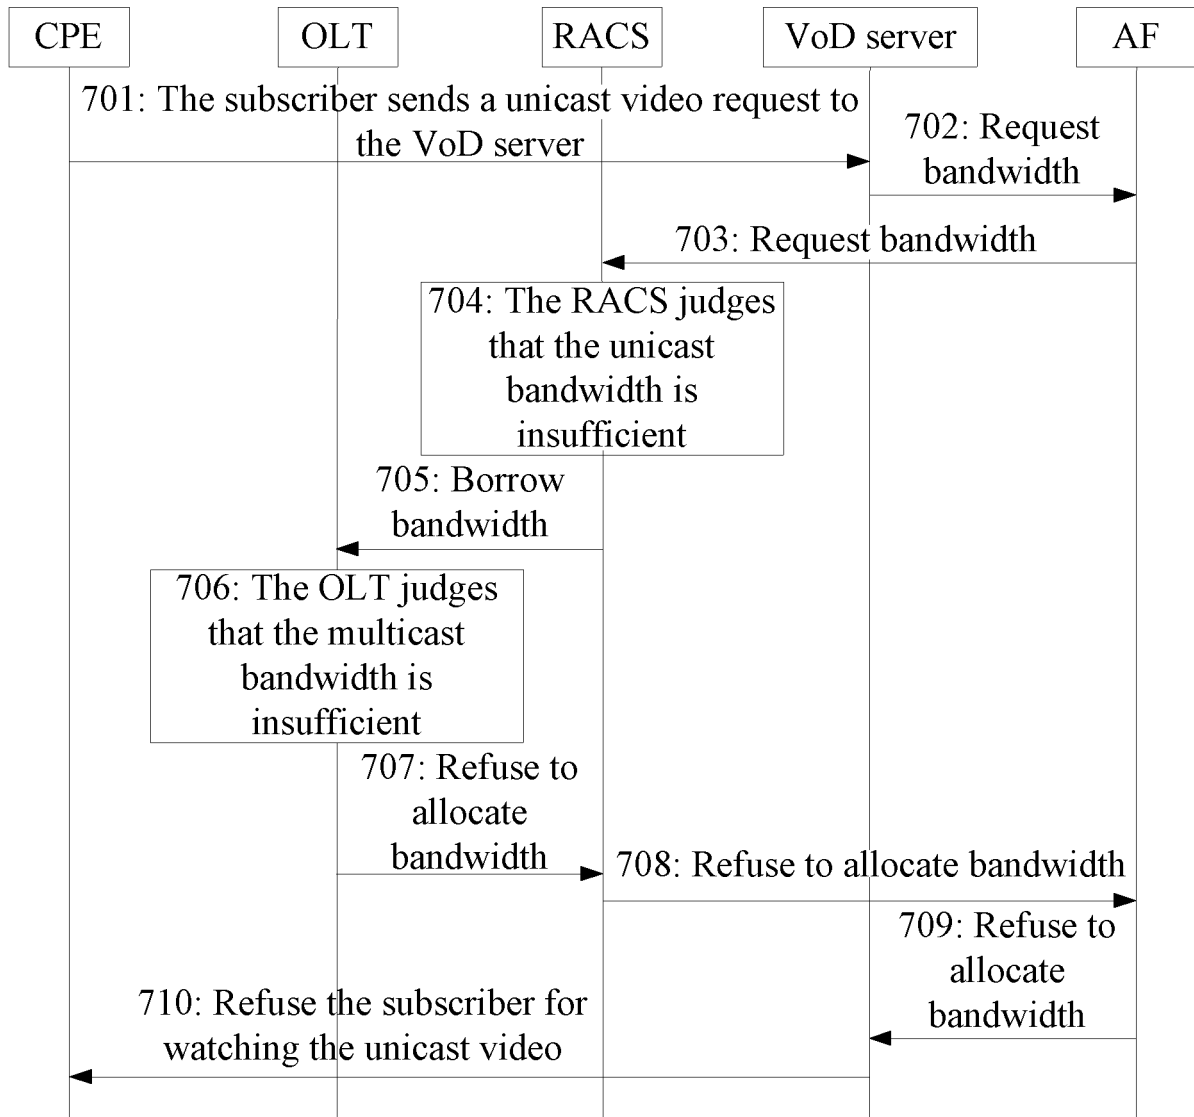 CPE
OLT
RACS
VoD server
AF
701: The subscriber sends a unicast video request to
the VoD server
702: Request
bandwidth
703: Request bandwidth
704: The RACS judges
that the unicast
bandwidth is
insufficient
705: Borrow
bandwidth
706: The OLT judges
that the multicast
bandwidth is
insufficient
707: Refuse to
allocate
bandwidth
708: Refuse to allocate bandwidth
709: Refuse to
allocate
bandwidth
710: Refuse the subscriber for
watching the unicast video